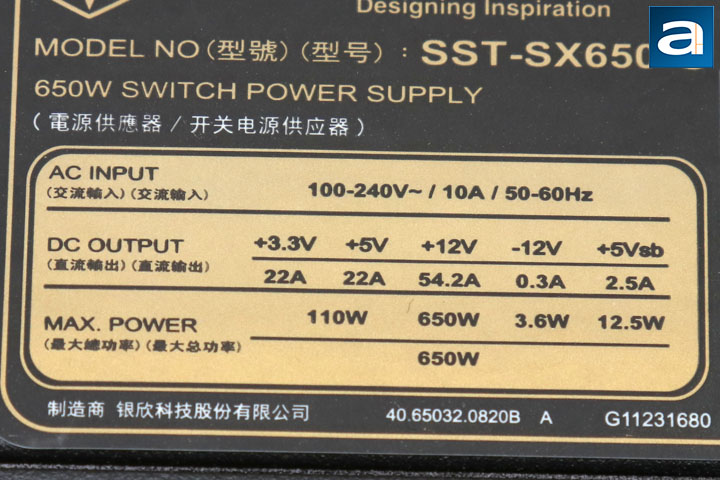 Designing Inspiration
MODEL NO (型號) (型号) : SST-SX650
650W SWITCH POWER SUPPLY
( 電源供應器 / 开关电源供应器 )
AC INPUT 100-240V~ / 10A / 50-60Hz
(交流輸入) (交流输入)
DC OUTPUT +3.3V +5V +12V -12V +5Vsb
(直流輸出) (直流输出) 22A 22A 54.2A 0.3A 2.5A
MAX. POWER 110W 650W 3.6W 12.5W
(最大總功率) (最大总功率) 650W
制造商 银欣科技股份有限公司 40.65032.0820B A G11231680